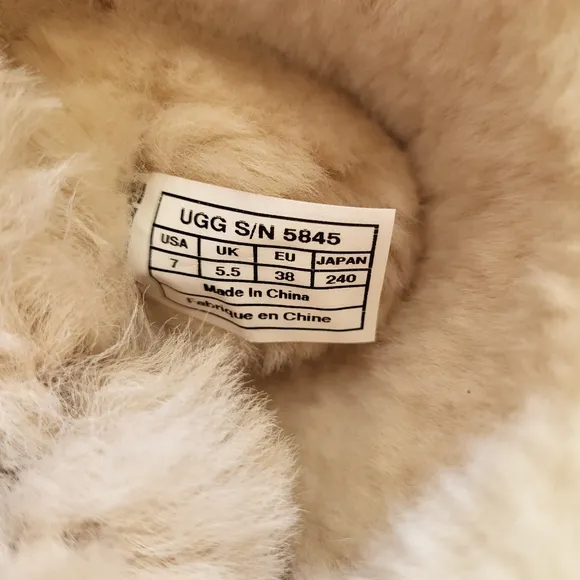 UGG S/N 5845
USA UK EU JAPAN
7 5.5 38 240
Made In China
Fabrique en Chine